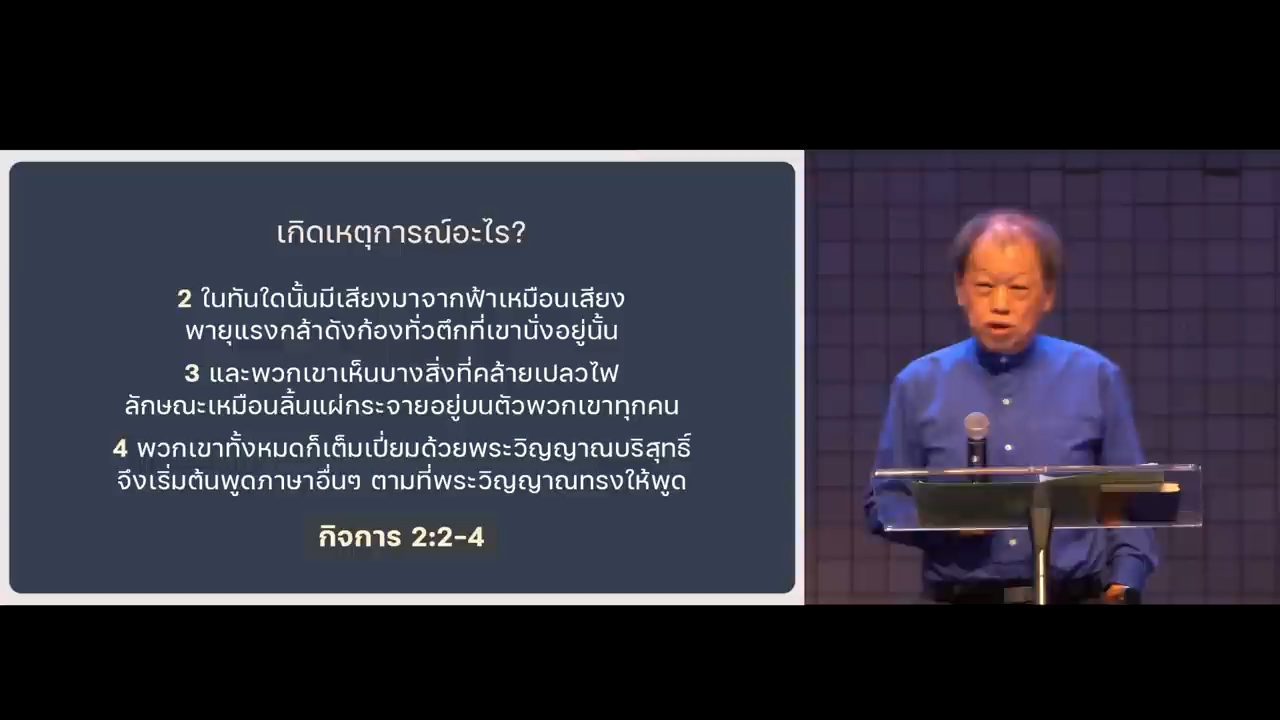 เกิดเหตุการณ์อะไร?
2 ในทันใดนั้นมีเสียงมาจากฟ้าเหมือนเสียง
พายุแรงกล้าดังก้องทั่วตึกที่เขานั่งอยู่นั้น
3 และพวกเขาเห็นบางสิ่งที่คล้ายเปลวไฟ
ลักษณะเหมือนลิ้นแผ่กระจายอยู่บนตัวพวกเขาทุกคน
4 พวกเขาทั้งหมดก็เต็มเปี่ยมด้วยพระวิญญาณบริสุทธิ์
จึงเริ่มต้นพูดภาษาอื่นๆ ตามที่พระวิญญาณทรงให้พูด
กิจการ 2:2-4